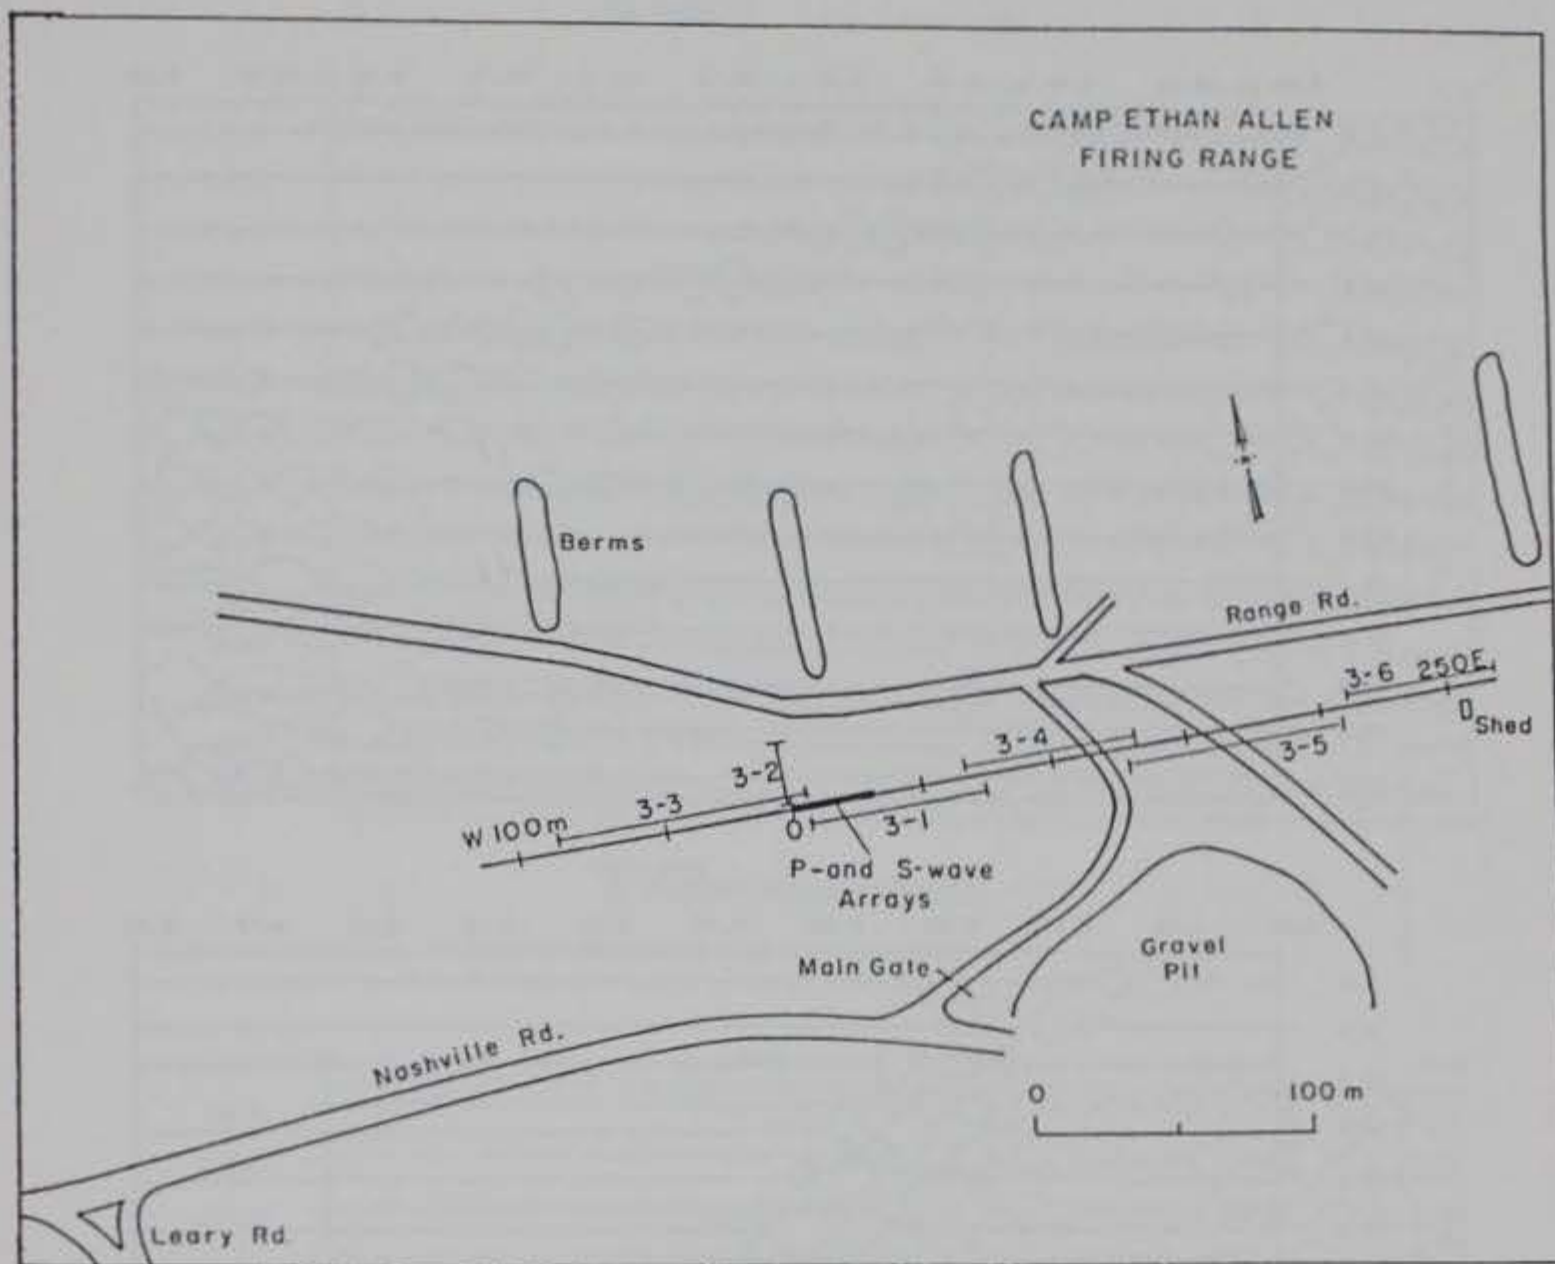 CAMP ETHAN ALLEN
FIRING RANGE
Berms
Range Rd.
3-6 250E
Shed
3-5
3-4
3-2
3-3
W 100m
0
3-1
P-and S-wave
Arrays
Main Gate
Gravel
Pit
Nashville Rd.
0 100 m
Leary Rd